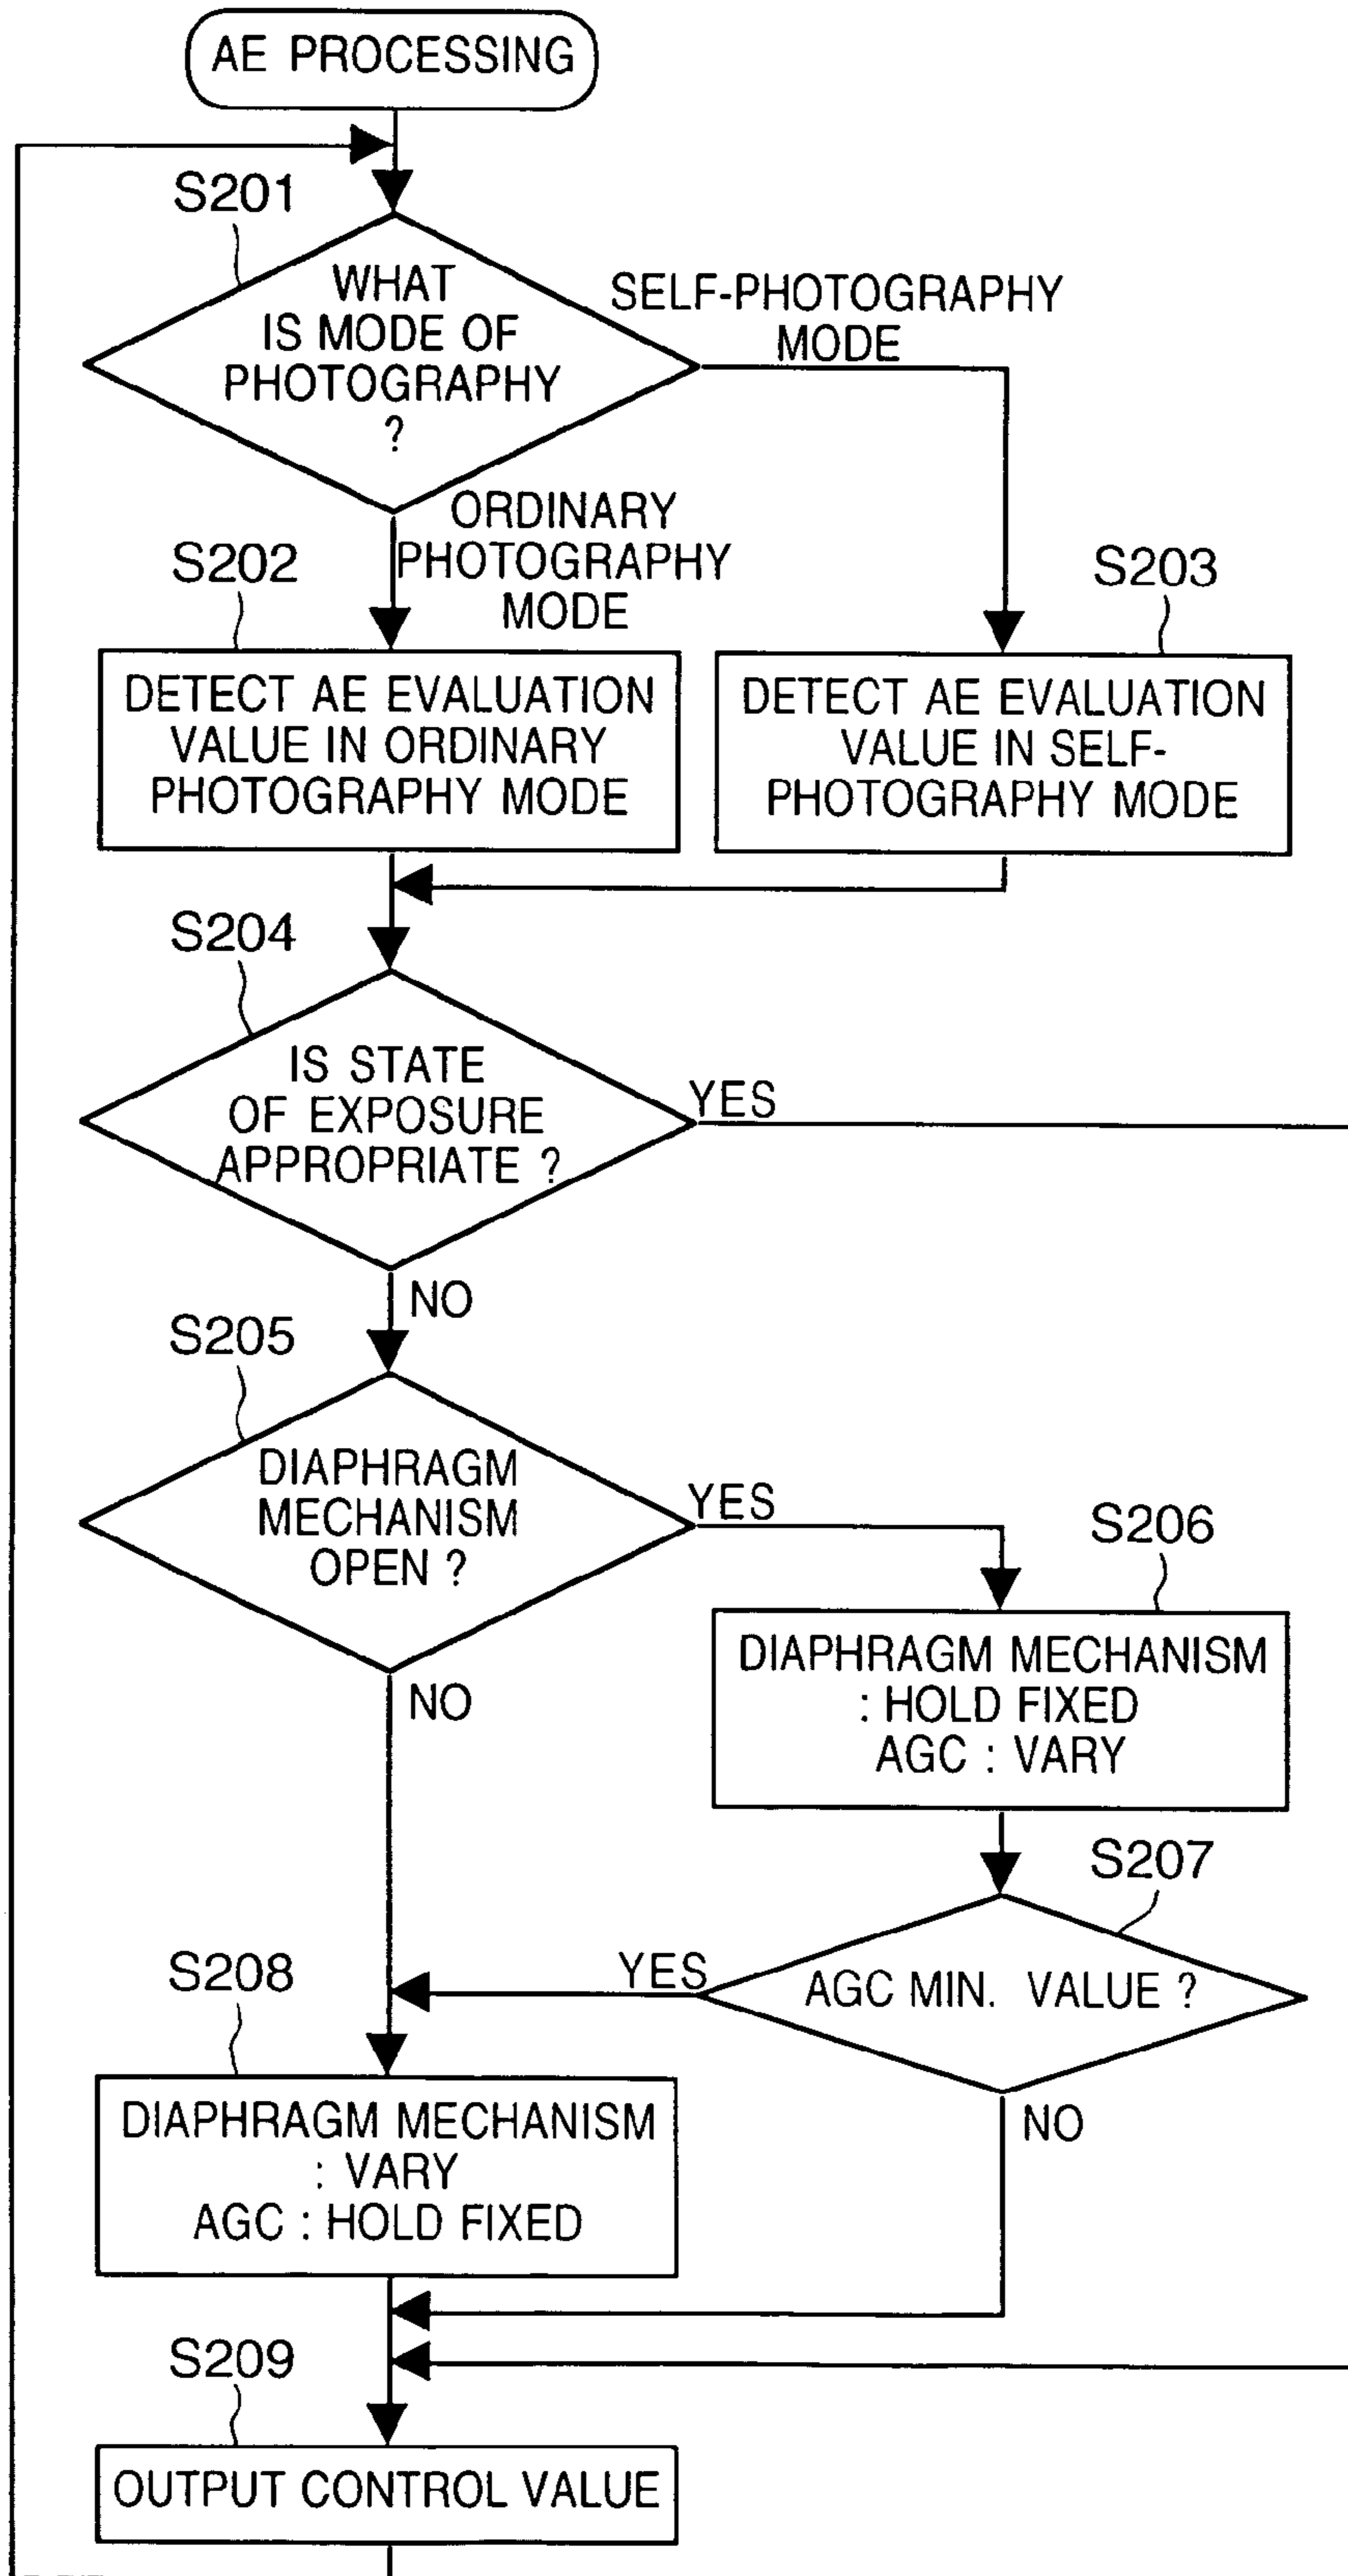 AE PROCESSING
S201
WHAT
IS MODE OF
PHOTOGRAPHY
?
SELF-PHOTOGRAPHY
MODE
ORDINARY
PHOTOGRAPHY
MODE
S202
DETECT AE EVALUATION
VALUE IN ORDINARY
PHOTOGRAPHY MODE
S203
DETECT AE EVALUATION
VALUE IN SELF-
PHOTOGRAPHY MODE
S204
IS STATE
OF EXPOSURE
APPROPRIATE ?
YES
NO
S205
DIAPHRAGM
MECHANISM
OPEN ?
YES
NO
S206
DIAPHRAGM MECHANISM
: HOLD FIXED
AGC : VARY
S207
AGC MIN. VALUE ?
YES
NO
S208
DIAPHRAGM MECHANISM
: VARY
AGC : HOLD FIXED
S209
OUTPUT CONTROL VALUE